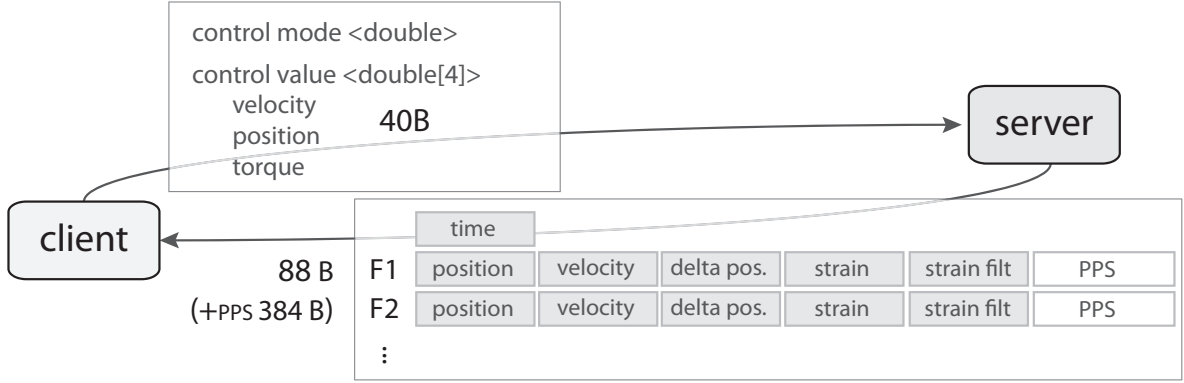 control mode <double>
control value <double[4]>
velocity
position
torque
40B
server
client
time
88 B
F1 position velocity delta pos. strain strain filt PPS
(+PPS 384 B)
F2 position velocity delta pos. strain strain filt PPS
⋮